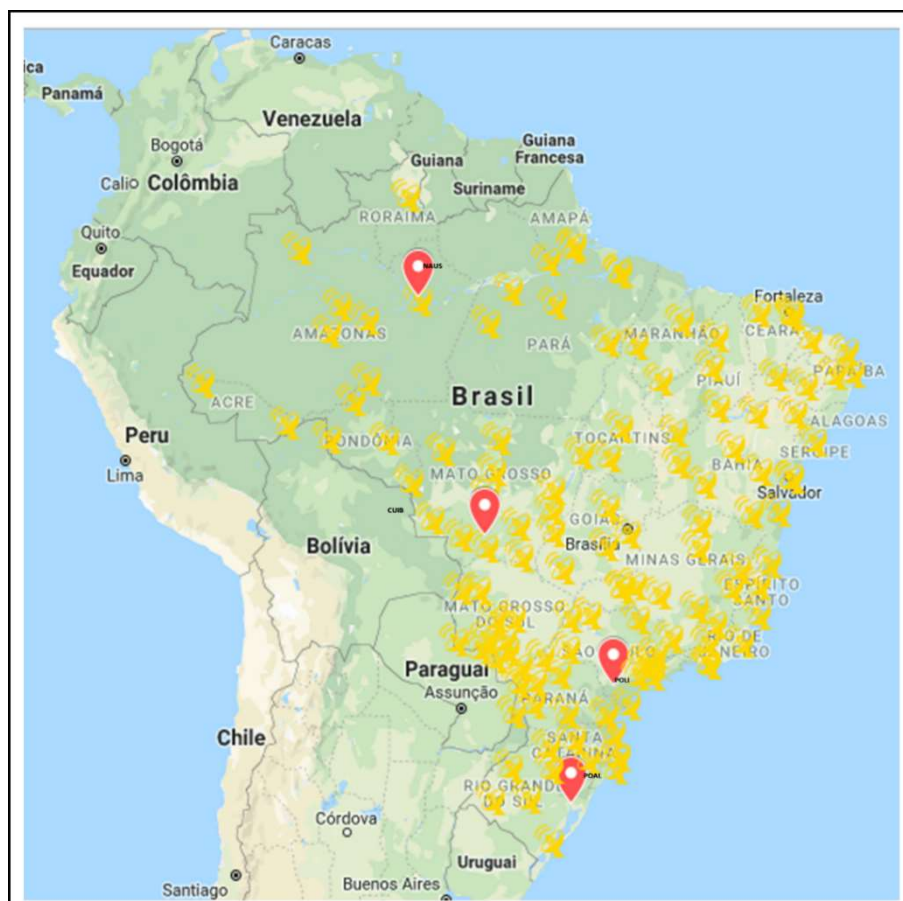 Caracas
ica
Panamá
Venezuela
Bogotá
Guiana
Guiana
Francesa
Cali
Colômbia
Suriname
RORAIMA
AMAPÁ
Quito
Equador
NAUS
Fortaleza
AMAZONAS
PARÁ
MARANHÃO
CEARÁ
PIAUÍ
PARAÍBA
ACRE
Brasil
ALAGOAS
Peru
RONDÔNIA
TOCANTINS
SERGIPE
Lima
MATO GROSSO
BAHIA
Salvador
CUIB
GOIÁS
Bolívia
Brasília
MINAS GERAIS
ESPÍRITO
SANTO
MATO GROSSO
DO SUL
RIO DE
JANEIRO
SÃO PAULO
Paraguai
POLI
Assunção
PARANÁ
Chile
SANTA
CATARINA
POAL
RIO GRANDE
DO SUL
Córdova
Uruguai
Santiago
Buenos Aires